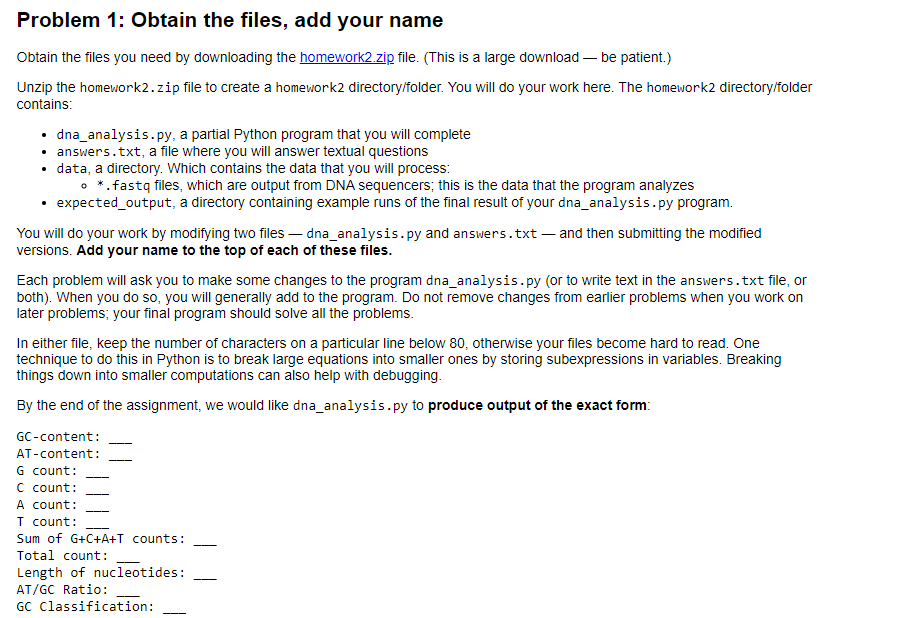 Problem 1: Obtain the files, add your name
Obtain the files you need by downloading the homework2.zip file. (This is a large download — be patient.)
Unzip the homework2.zip file to create a homework2 directory/folder. You will do your work here. The homework2 directory/folder
contains:
• dna_analysis.py, a partial Python program that you will complete
• answers.txt, a file where you will answer textual questions
• data, a directory. Which contains the data that you will process:
○ *.fastq files, which are output from DNA sequencers; this is the data that the program analyzes
• expected_output, a directory containing example runs of the final result of your dna_analysis.py program.
You will do your work by modifying two files — dna_analysis.py and answers.txt — and then submitting the modified
versions. Add your name to the top of each of these files.
Each problem will ask you to make some changes to the program dna_analysis.py (or to write text in the answers.txt file, or
both). When you do so, you will generally add to the program. Do not remove changes from earlier problems when you work on
later problems; your final program should solve all the problems.
In either file, keep the number of characters on a particular line below 80, otherwise your files become hard to read. One
technique to do this in Python is to break large equations into smaller ones by storing subexpressions in variables. Breaking
things down into smaller computations can also help with debugging.
By the end of the assignment, we would like dna_analysis.py to produce output of the exact form:
GC-content: ___
AT-content: ___
G count: ___
C count: ___
A count: ___
T count: ___
Sum of G+C+A+T counts: ___
Total count: ___
Length of nucleotides: ___
AT/GC Ratio: ___
GC Classification: ___